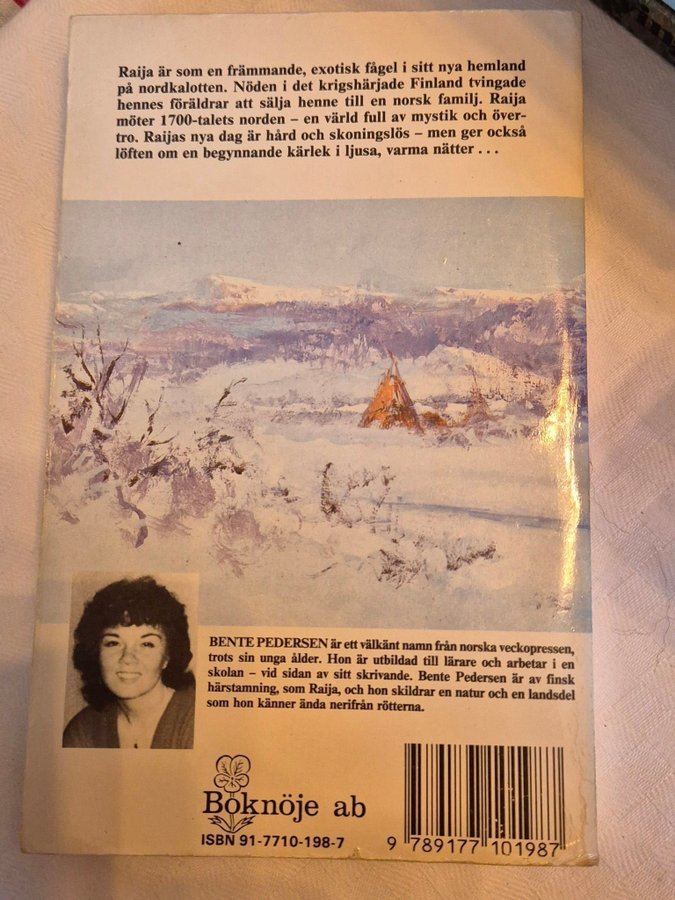 Raija är som en främmande, exotisk fågel i sitt nya hemland
på nordkalotten. Nöden i det krigshärjade Finland tvingade
hennes föräldrar att sälja henne till en norsk familj. Raija
möter 1700-talets norden – en värld full av mystik och över-
tro. Raijas nya dag är hård och skoningslös – men ger också
löften om en begynnande kärlek i ljusa, varma nätter . . .
BENTE PEDERSEN är ett välkänt namn från norska veckopressen,
trots sin unga ålder. Hon är utbildad till lärare och arbetar i en
skolan – vid sidan av sitt skrivande. Bente Pedersen är av finsk
härstamning, som Raija, och hon skildrar en natur och en landsdel
som hon känner ända nerifrån rötterna.
Boknöje ab
ISBN 91-7710-198-7
9 789177 101987